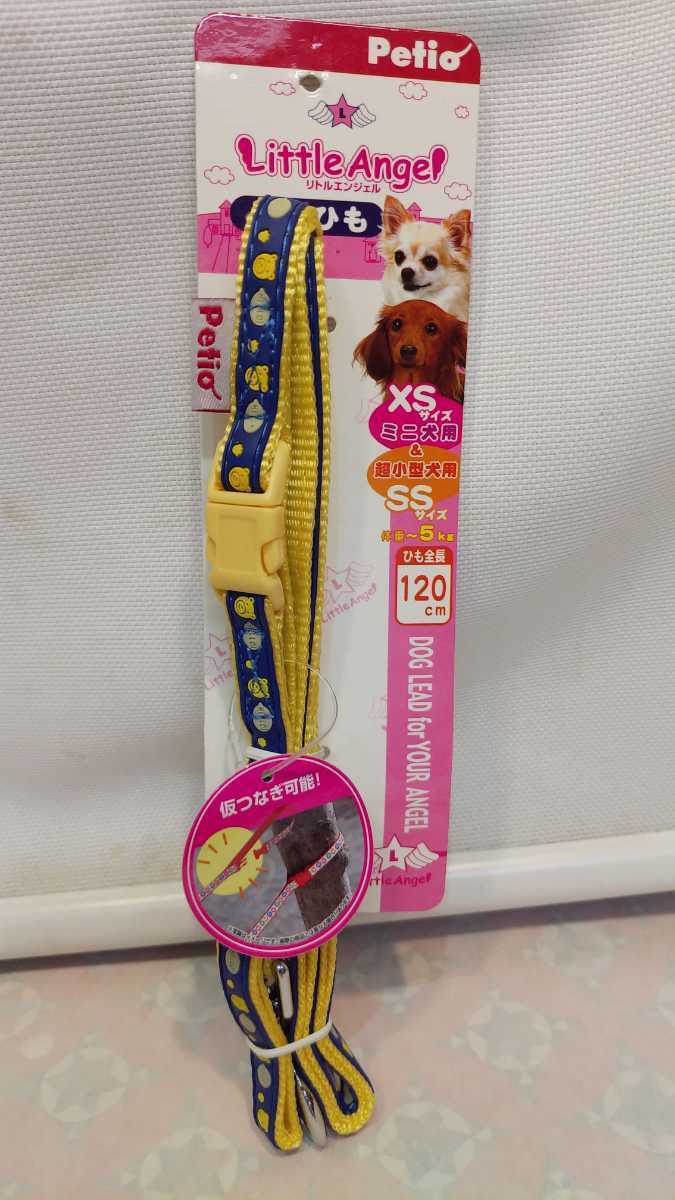 Petio
L
Little Angel
リトルエンジェル
ひも
Petio
XS
サイズ
ミニ犬用
&
超小型犬用
SS
サイズ
体重〜5kg
ひも全長
120
cm
Little Angel
L
DOG LEAD for YOUR ANGEL
仮つなぎ可能!
L
ittle Angel